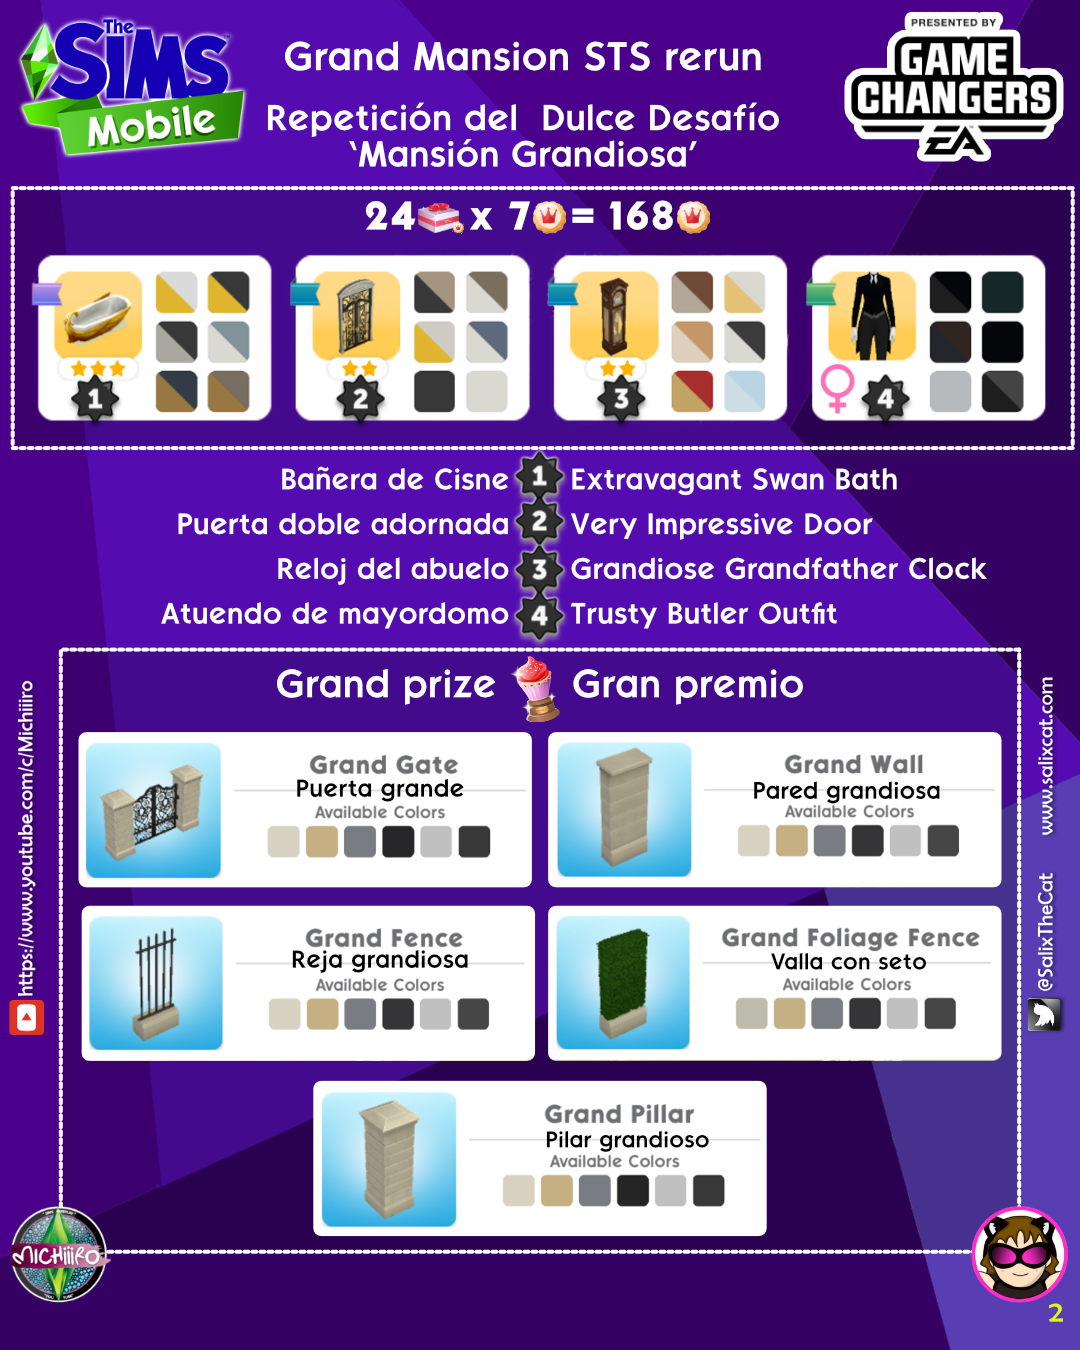 The SiMS Mobile
Grand Mansion STS rerun
Repetición del Dulce Desafío
‘Mansión Grandiosa’
PRESENTED BY
GAME
CHANGERS
EA
24 x 7 = 168
1
2
3
4
Bañera de Cisne 1 Extravagant Swan Bath
Puerta doble adornada 2 Very Impressive Door
Reloj del abuelo 3 Grandiose Grandfather Clock
Atuendo de mayordomo 4 Trusty Butler Outfit
Grand prize Gran premio
Grand Gate
Puerta grande
Available Colors
Grand Wall
Pared grandiosa
Available Colors
Grand Fence
Reja grandiosa
Available Colors
Grand Foliage Fence
Valla con seto
Available Colors
Grand Pillar
Pilar grandioso
Available Colors
https://www.youtube.com/c/Michiiiro
www.salixcat.com
@SalixTheCat
MICHiiiRO
2